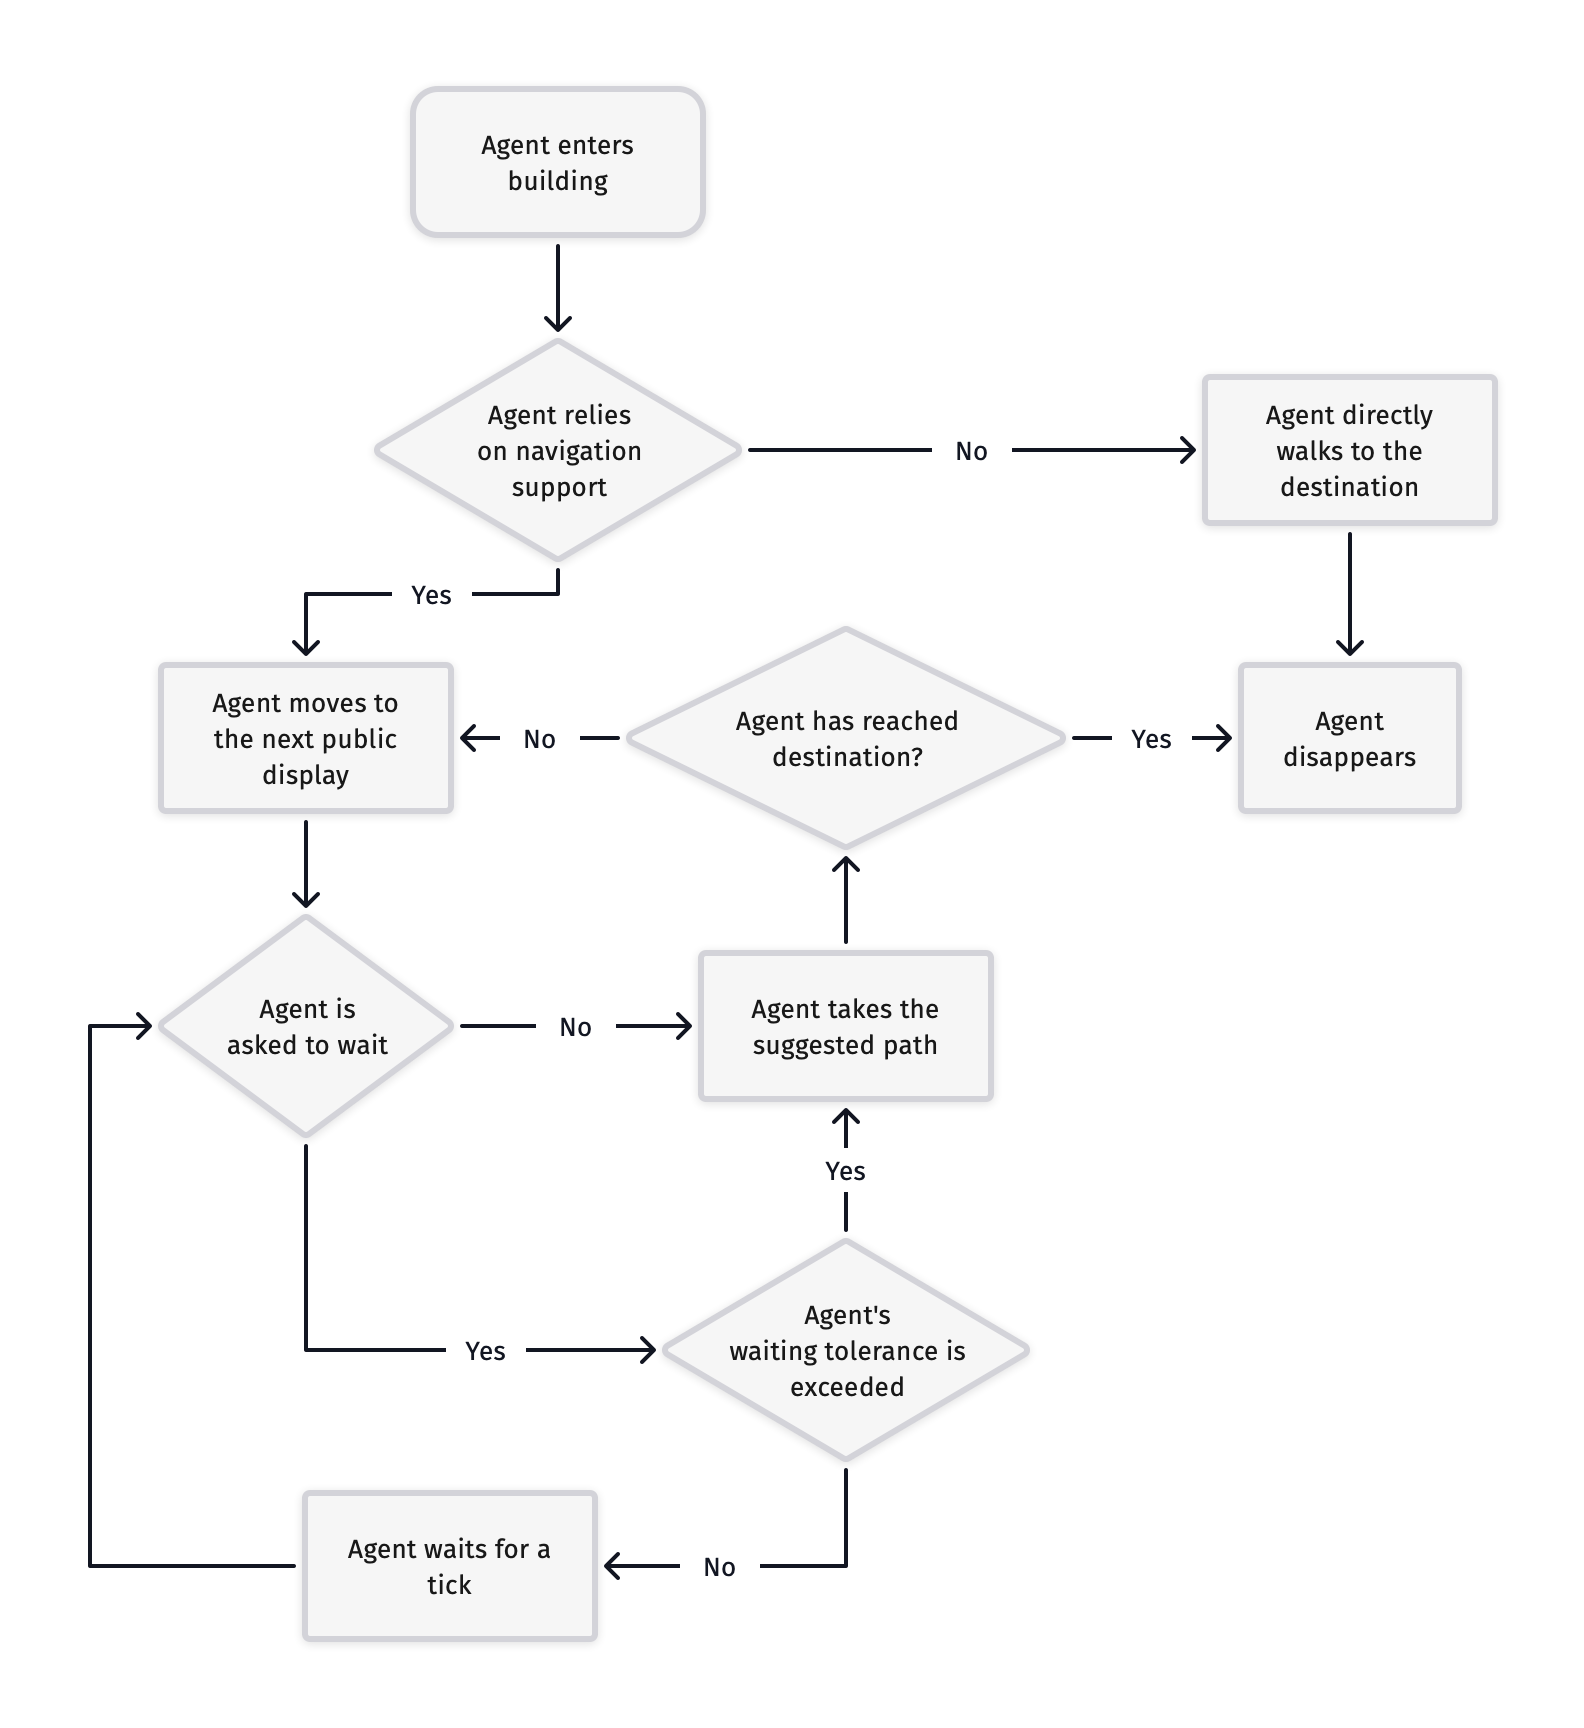 Agent enters
building
Agent relies
on navigation
support
No
Agent directly
walks to the
destination
Yes
Agent moves to
the next public
display
No
Agent has reached
destination?
Yes
Agent
disappears
Agent is
asked to wait
No
Agent takes the
suggested path
Yes
Yes
Agent's
waiting tolerance is
exceeded
Agent waits for a
tick
No